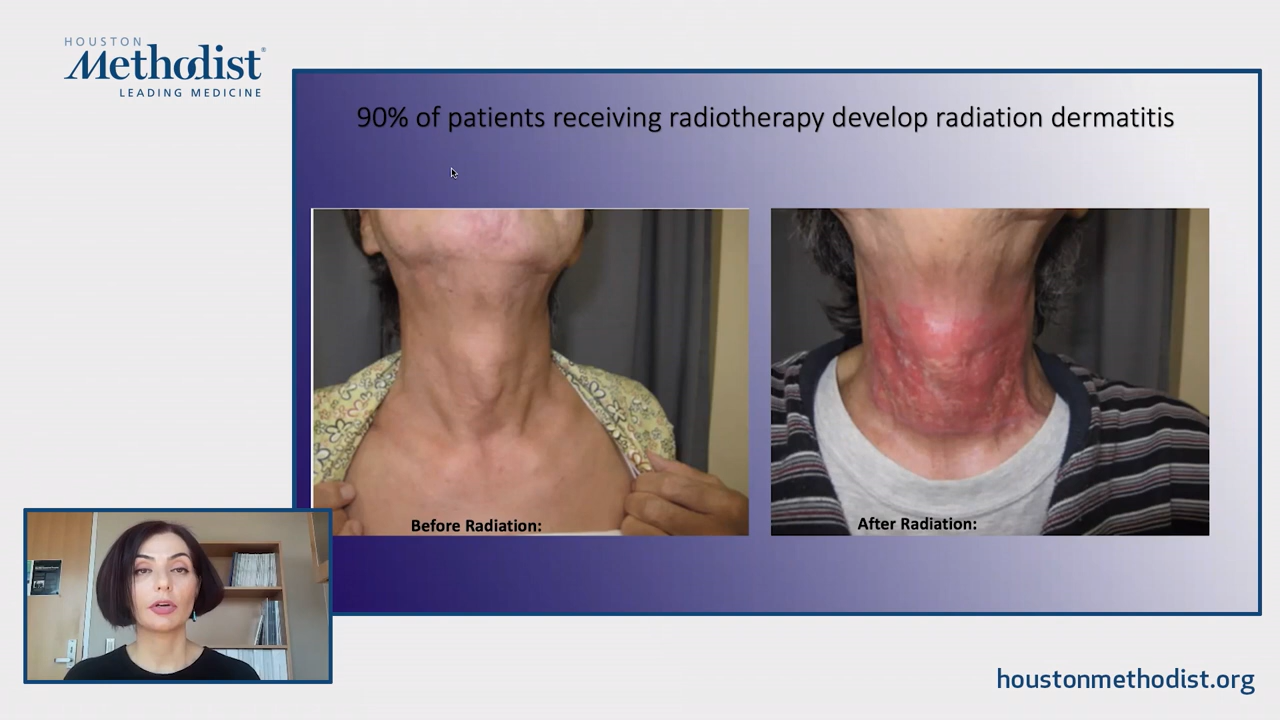 HOUSTON
Methodist®
LEADING MEDICINE
90% of patients receiving radiotherapy develop radiation dermatitis
Before Radiation:
After Radiation:
houstonmethodist.org